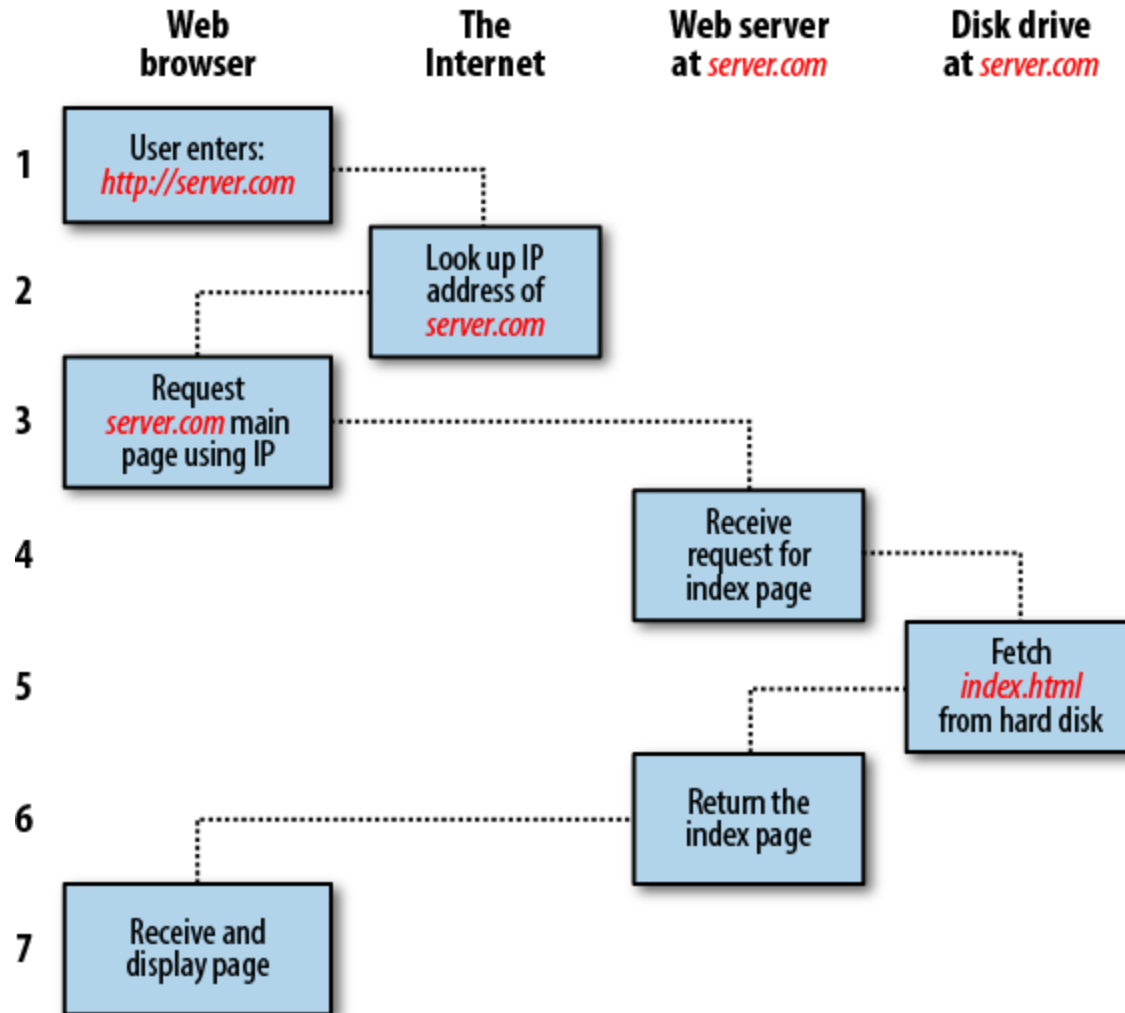 Web
browser
The
Internet
Web server
at server.com
Disk drive
at server.com
1
User enters:
http://server.com
2
Look up IP
address of
server.com
3
Request
server.com main
page using IP
4
Receive
request for
index page
5
Fetch
index.html
from hard disk
6
Return the
index page
7
Receive and
display page